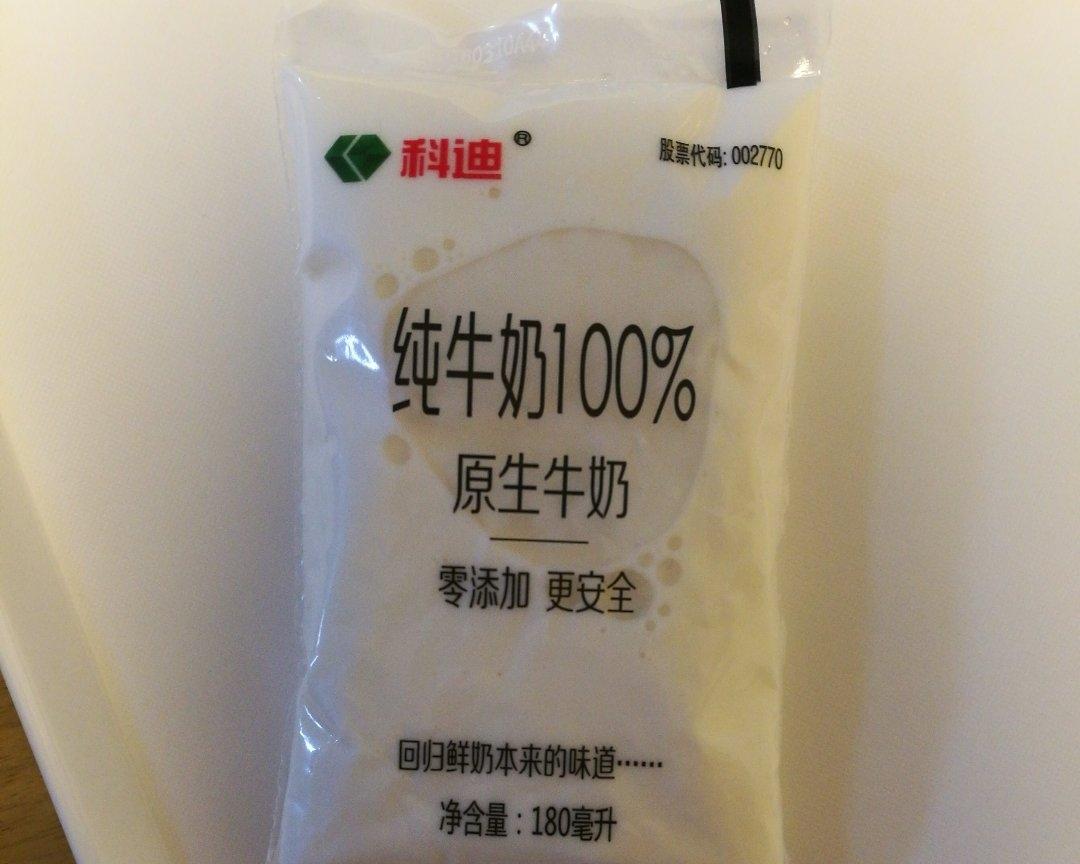 科迪®
股票代码: 002770
纯牛奶100%
原生牛奶
零添加 更安全
回归鲜奶本来的味道……
净含量：180毫升